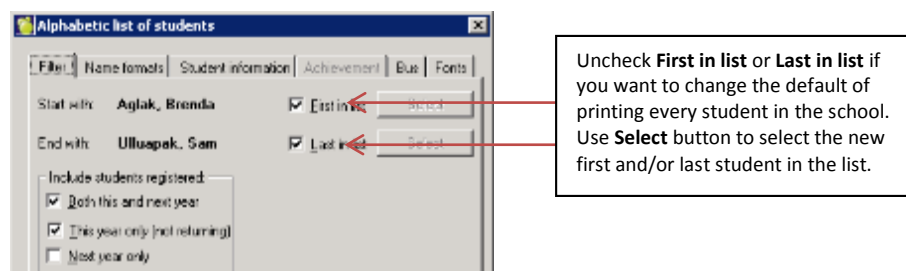 Alphabetic list of students
Filter Name formats Student information Achievement Bus Fonts
Start with: Aglak, Brenda First in list Select
End with: Ulluapak, Sam Last in list Select
Include students registered:
Both this and next year
This year only (not returning)
Next year only
Uncheck First in list or Last in list if
you want to change the default of
printing every student in the school.
Use Select button to select the new
first and/or last student in the list.